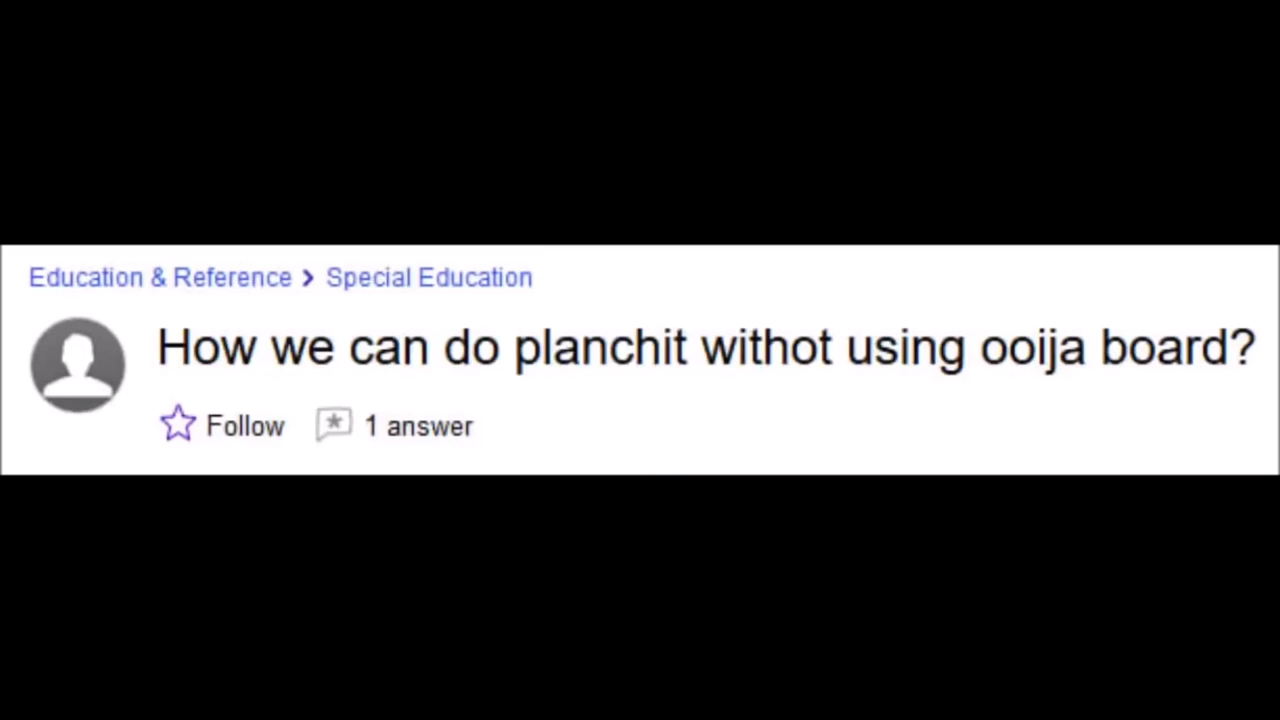 Education & Reference > Special Education
How we can do planchit withot using ooija board?
Follow 1 answer